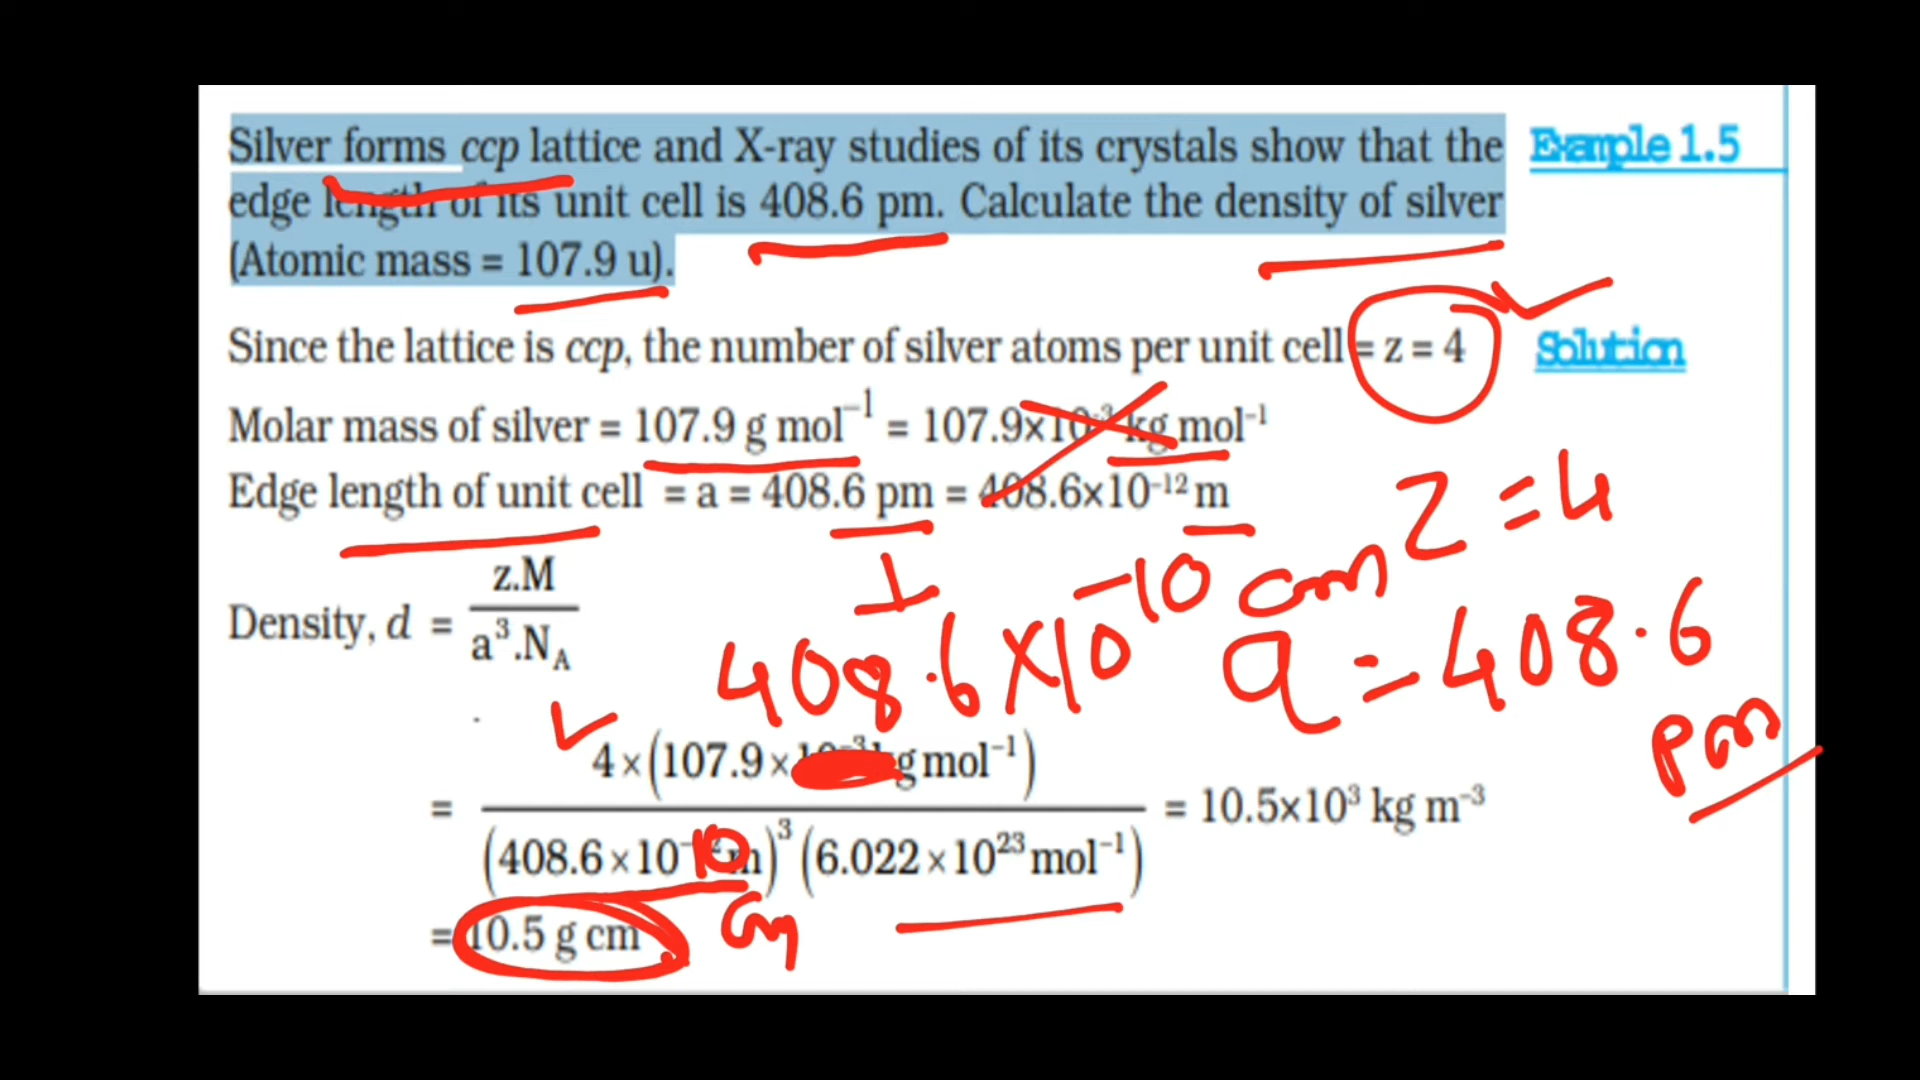 Silver forms ccp lattice and X-ray studies of its crystals show that the
edge length of its unit cell is 408.6 pm. Calculate the density of silver
(Atomic mass = 107.9 u).
Example 1.5
Since the lattice is ccp, the number of silver atoms per unit cell = z = 4
Solution
Molar mass of silver = 107.9 g mol⁻¹ = 107.9×10⁻³ kg mol⁻¹
Edge length of unit cell = a = 408.6 pm = 408.6×10⁻¹² m
Z = 4
Density, d = z.M / a³.N_A
408.6 X 10⁻¹⁰ cm
a = 408.6
pm
= 4×(107.9×10⁻³ kg mol⁻¹) / (408.6×10⁻ 10 m)³ (6.022×10²³ mol⁻¹) = 10.5×10³ kg m⁻³
= 10.5 g cm